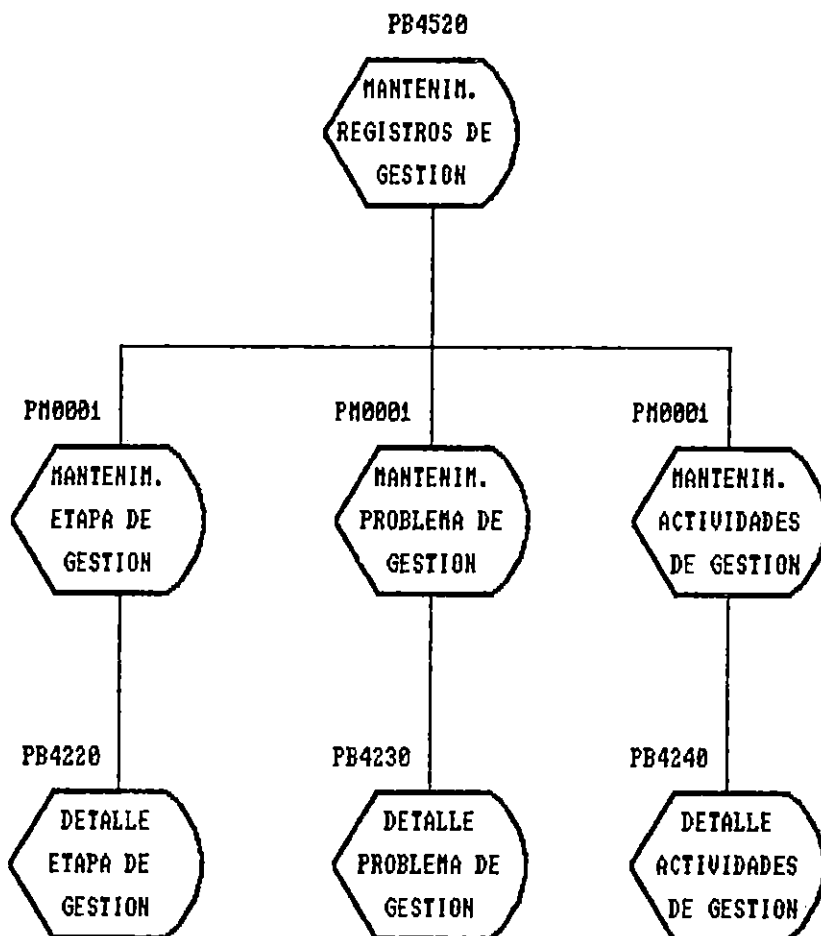 PB4520
MANTENIM.
REGISTROS DE
GESTION
PM0001
MANTENIM.
ETAPA DE
GESTION
PM0001
MANTENIM.
PROBLEMA DE
GESTION
PM0001
MANTENIM.
ACTIVIDADES
DE GESTION
PB4220
DETALLE
ETAPA DE
GESTION
PB4230
DETALLE
PROBLEMA DE
GESTION
PB4240
DETALLE
ACTIVIDADES
DE GESTION